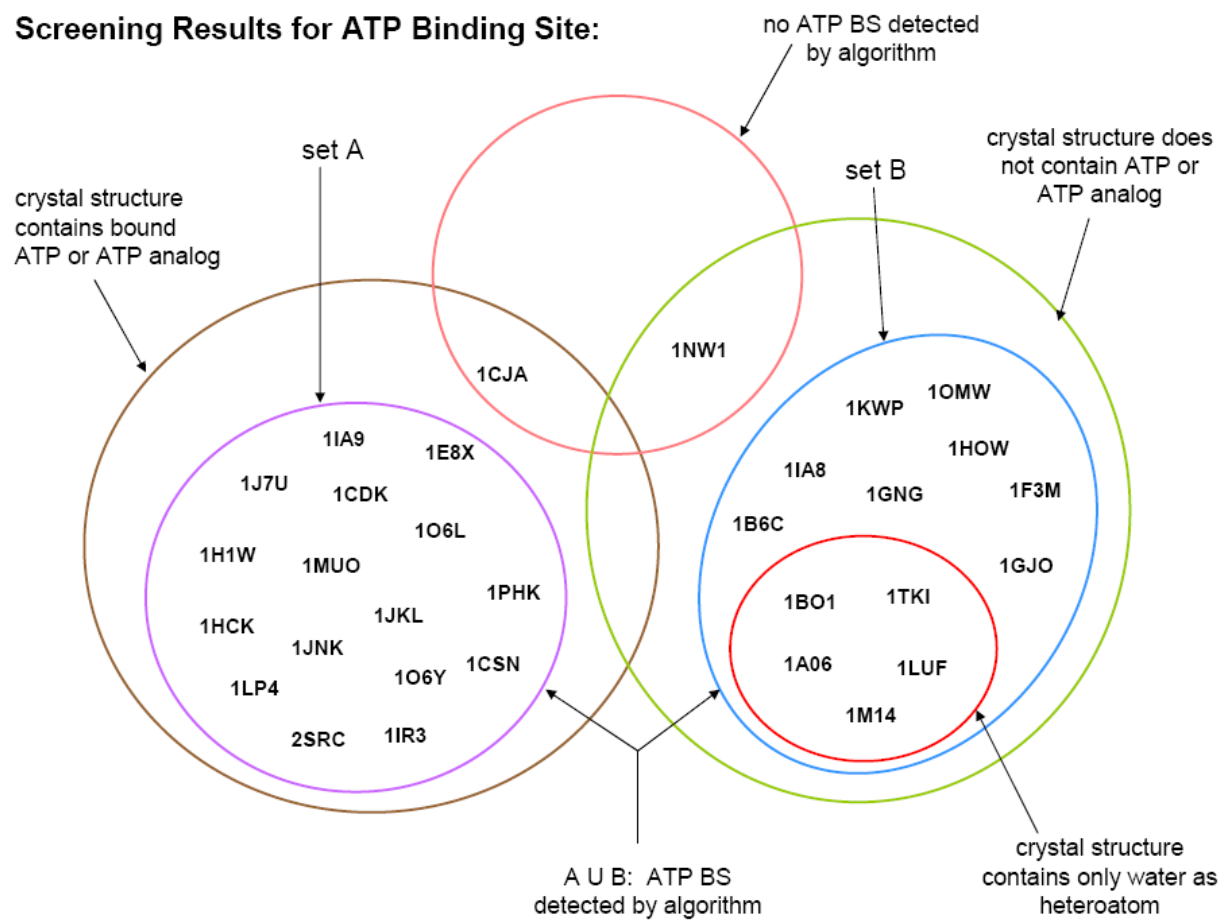 Screening Results for ATP Binding Site:
no ATP BS detected
by algorithm
set A
set B
crystal structure does
not contain ATP or
ATP analog
crystal structure
contains bound
ATP or ATP analog
1CJA
1NW1
1IA9
1E8X
1J7U
1CDK
1O6L
1H1W
1MUO
1PHK
1JKL
1HCK
1JNK
1CSN
1O6Y
1LP4
2SRC
1IR3
1KWP
1OMW
1HOW
1IA8
1GNG
1F3M
1B6C
1GJO
1BO1
1TKI
1A06
1LUF
1M14
A U B: ATP BS
detected by algorithm
crystal structure
contains only water as
heteroatom